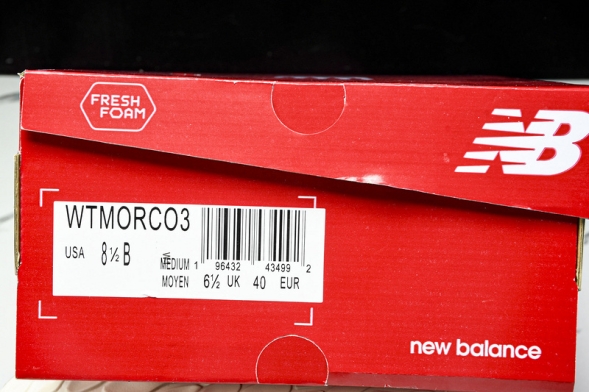 FRESH
FOAM
NB
WTMORCO3
USA 8½ B
MEDIUM 1 96432 43499 2
MOYEN 6½ UK 40 EUR
new balance